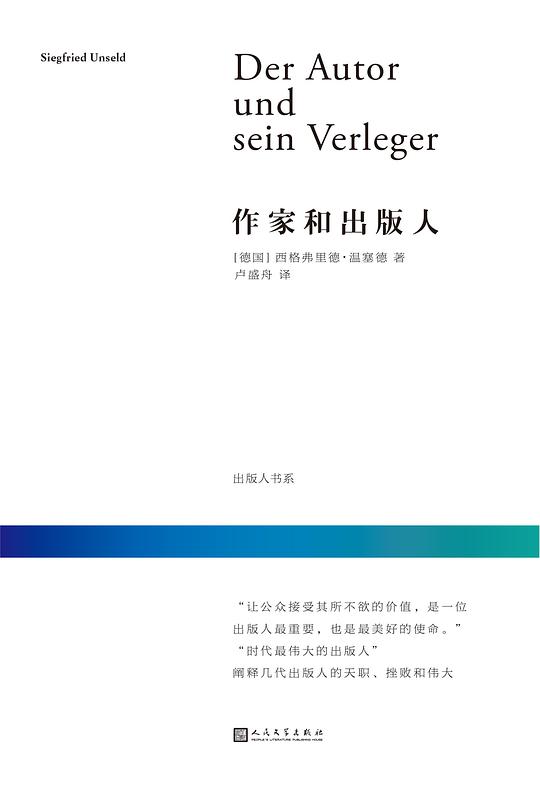 Siegfried Unseld
Der Autor
und
sein Verleger
作家和出版人
[德国] 西格弗里德·温塞德 著
卢盛舟 译
出版人书系
“让公众接受其所不欲的价值，是一位
出版人最重要，也是最美好的使命。”
“时代最伟大的出版人”
阐释几代出版人的天职、挫败和伟大
人民文学出版社
PEOPLE'S LITERATURE PUBLISHING HOUSE